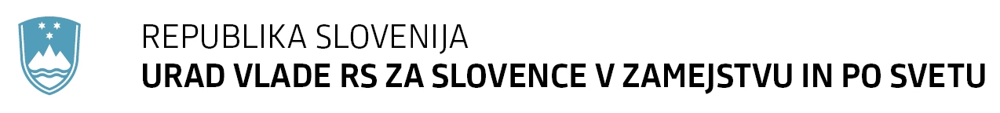 REPUBLIKA SLOVENIJA
URAD VLADE RS ZA SLOVENCE V ZAMEJSTVU IN PO SVETU